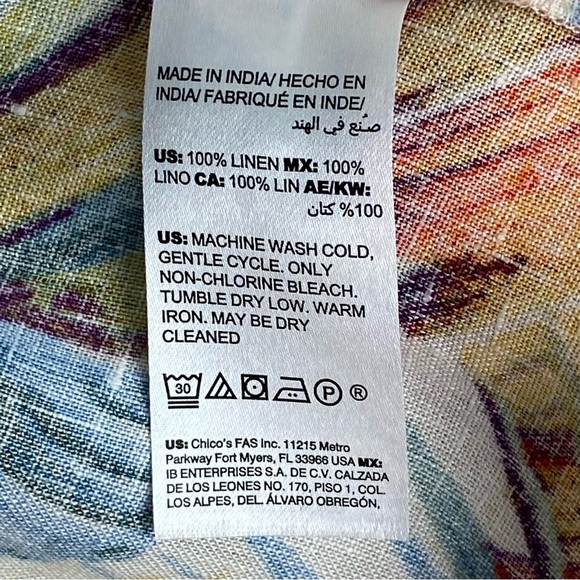 MADE IN INDIA/ HECHO EN
INDIA/ FABRIQUÉ EN INDE/
صُنع في الهند
US: 100% LINEN MX: 100%
LINO CA: 100% LIN AE/KW:
100% كتان
US: MACHINE WASH COLD,
GENTLE CYCLE. ONLY
NON-CHLORINE BLEACH.
TUMBLE DRY LOW. WARM
IRON. MAY BE DRY
CLEANED
30 P ®
US: Chico's FAS Inc. 11215 Metro
Parkway Fort Myers, FL 33966 USA MX:
IB ENTERPRISES S.A. DE C.V. CALZADA
DE LOS LEONES NO. 170, PISO 1, COL.
LOS ALPES, DEL. ÁLVARO OBREGÓN,